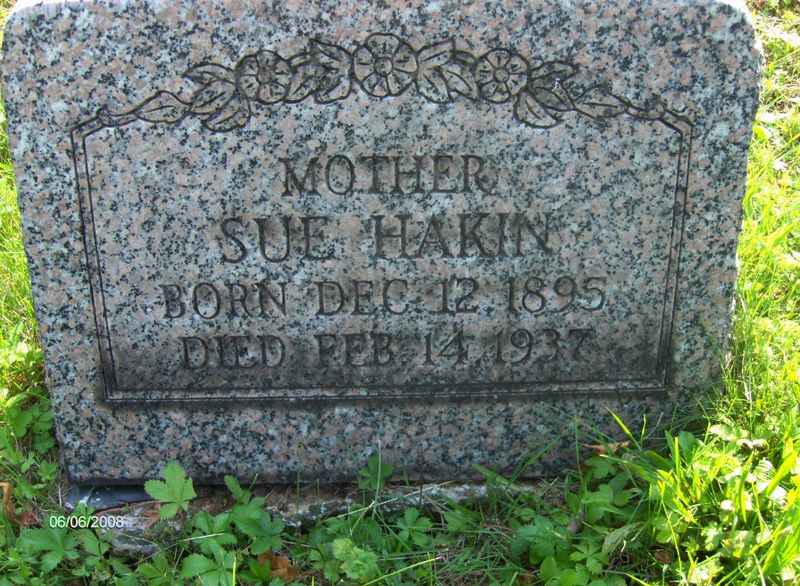 MOTHER
SUE HAKIN
BORN DEC. 12, 1895
DIED FEB. 14, 1937
06/06/2008